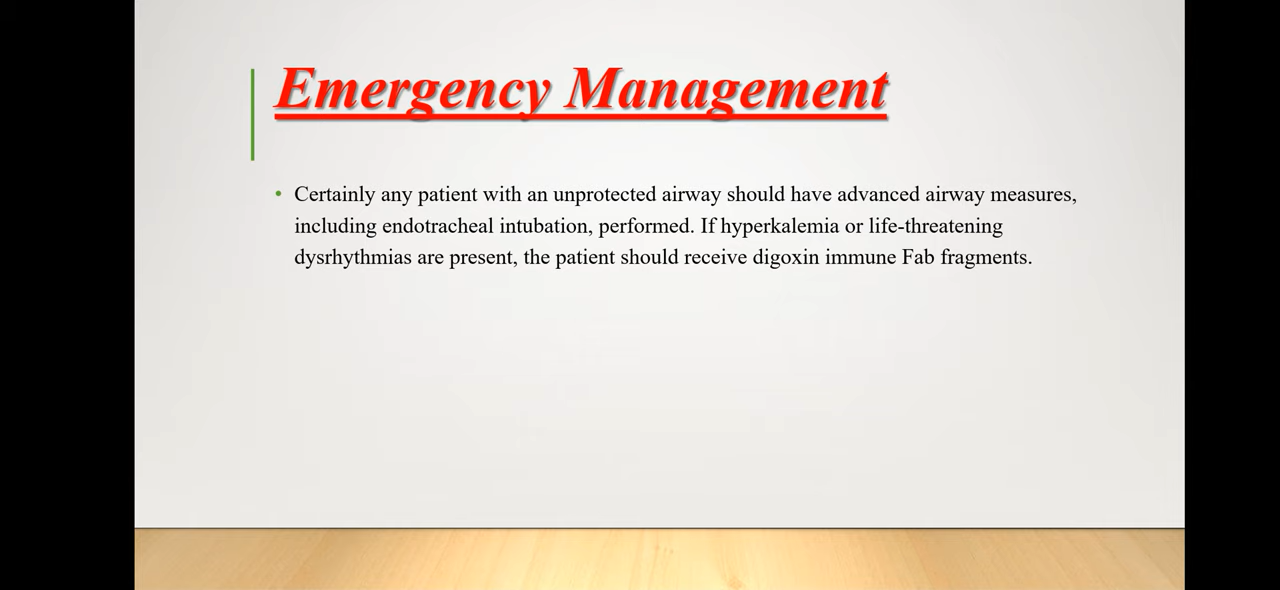 Emergency Management
• Certainly any patient with an unprotected airway should have advanced airway measures,
including endotracheal intubation, performed. If hyperkalemia or life-threatening
dysrhythmias are present, the patient should receive digoxin immune Fab fragments.